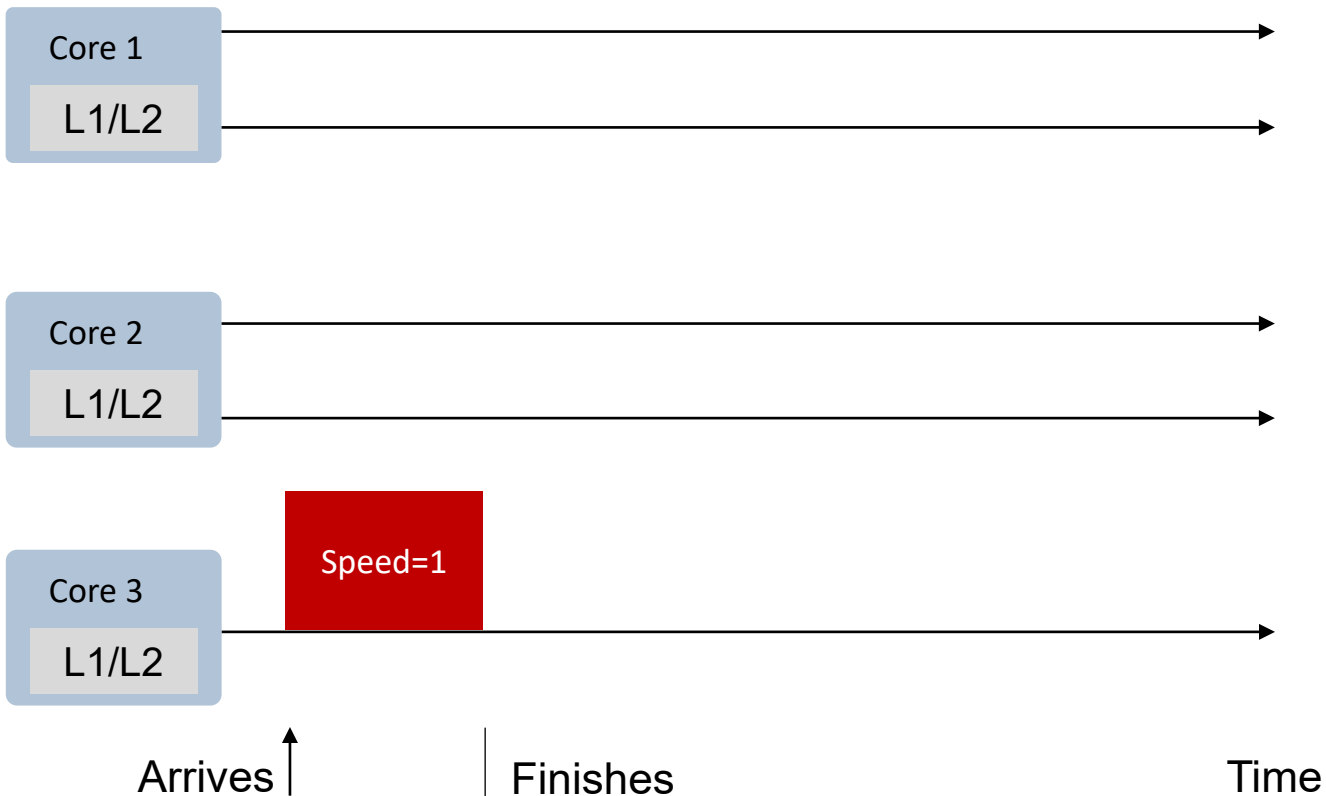 Core 1
L1/L2
Core 2
L1/L2
Speed=1
Core 3
L1/L2
Arrives
Finishes
Time